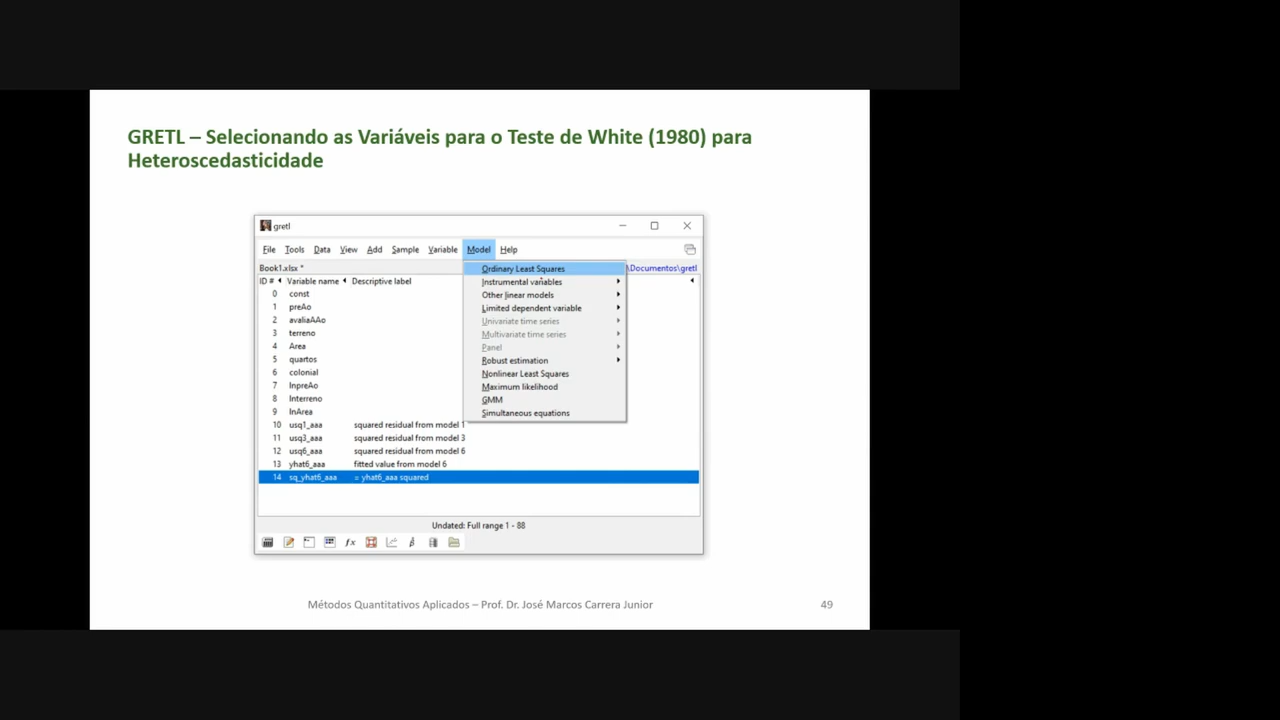 GRETL – Selecionando as Variáveis para o Teste de White (1980) para
Heteroscedasticidade
gretl
File Tools Data View Add Sample Variable Model Help
Book1.xlsx * \Documentos\gretl
ID # Variable name Descriptive label
0 const
1 preAo
2 avaliaAAo
3 terreno
4 Area
5 quartos
6 colonial
7 lnpreAo
8 lnterreno
9 lnArea
10 usq1_aaa squared residual from model 1
11 usq3_aaa squared residual from model 3
12 usq6_aaa squared residual from model 6
13 yhat6_aaa fitted value from model 6
14 sq_yhat6_aaa = yhat6_aaa squared
Ordinary Least Squares
Instrumental variables
Other linear models
Limited dependent variable
Univariate time series
Multivariate time series
Panel
Robust estimation
Nonlinear Least Squares
Maximum likelihood
GMM
Simultaneous equations
Undated: Full range 1 - 88
Métodos Quantitativos Aplicados – Prof. Dr. José Marcos Carrera Junior
49